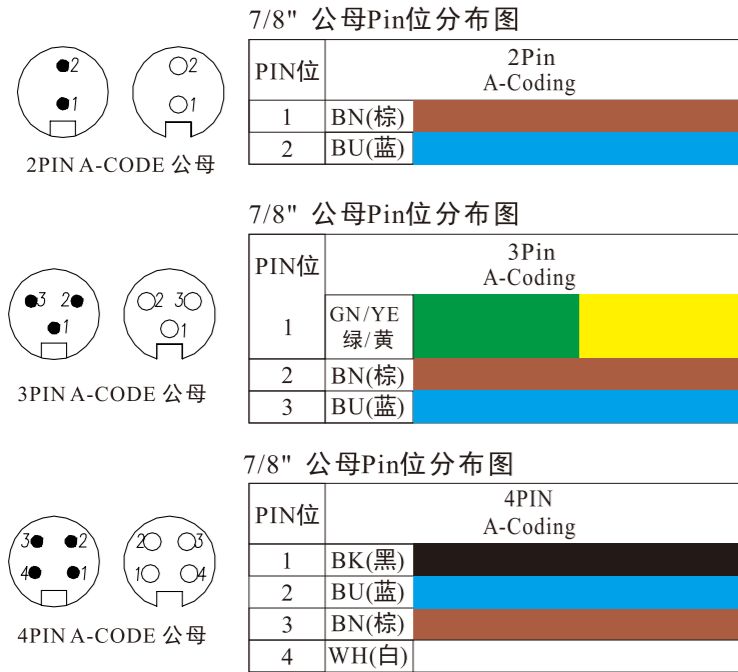 7/8" 公母Pin位分布图
2
1
2
1
2PIN A-CODE 公母
PIN位
2Pin
A-Coding
1 BN(棕)
2 BU(蓝)
7/8" 公母Pin位分布图
3 2
1
2 3
1
3PIN A-CODE 公母
PIN位
3Pin
A-Coding
1
GN/YE
绿/黄
2 BN(棕)
3 BU(蓝)
7/8" 公母Pin位分布图
3 2
4 1
2 3
1 4
4PIN A-CODE 公母
PIN位
4PIN
A-Coding
1 BK(黑)
2 BU(蓝)
3 BN(棕)
4 WH(白)